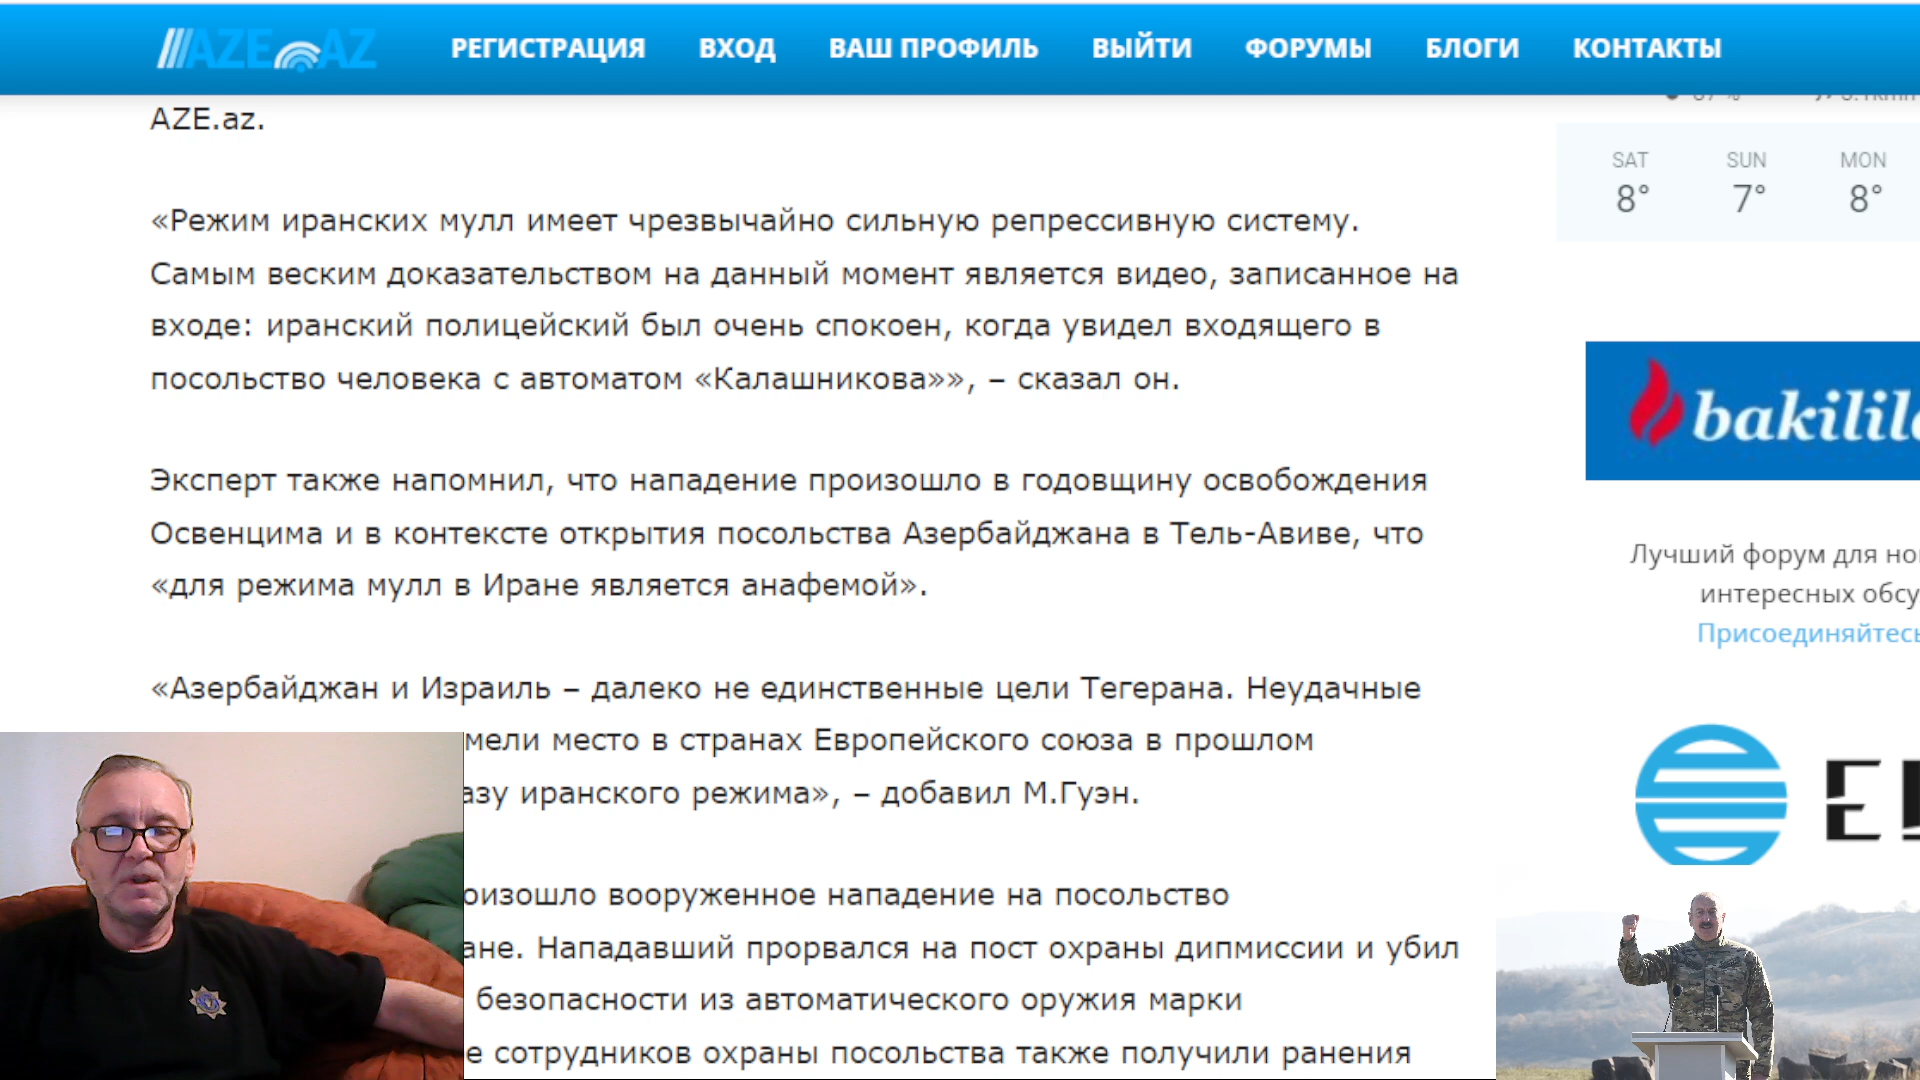 AZE.AZ
РЕГИСТРАЦИЯ ВХОД ВАШ ПРОФИЛЬ ВЫЙТИ ФОРУМЫ БЛОГИ КОНТАКТЫ
AZE.az.
«Режим иранских мулл имеет чрезвычайно сильную репрессивную систему.
Самым веским доказательством на данный момент является видео, записанное на
входе: иранский полицейский был очень спокоен, когда увидел входящего в
посольство человека с автоматом «Калашникова»», – сказал он.
Эксперт также напомнил, что нападение произошло в годовщину освобождения
Освенцима и в контексте открытия посольства Азербайджана в Тель-Авиве, что
«для режима мулл в Иране является анафемой».
«Азербайджан и Израиль – далеко не единственные цели Тегерана. Неудачные
мели место в странах Европейского союза в прошлом
азу иранского режима», – добавил М.Гуэн.
оизошло вооруженное нападение на посольство
ане. Нападавший прорвался на пост охраны дипмиссии и убил
безопасности из автоматического оружия марки
е сотрудников охраны посольства также получили ранения
SAT SUN MON
8° 7° 8°
bakilil
Лучший форум для но
интересных обсу
Присоединяйтесь